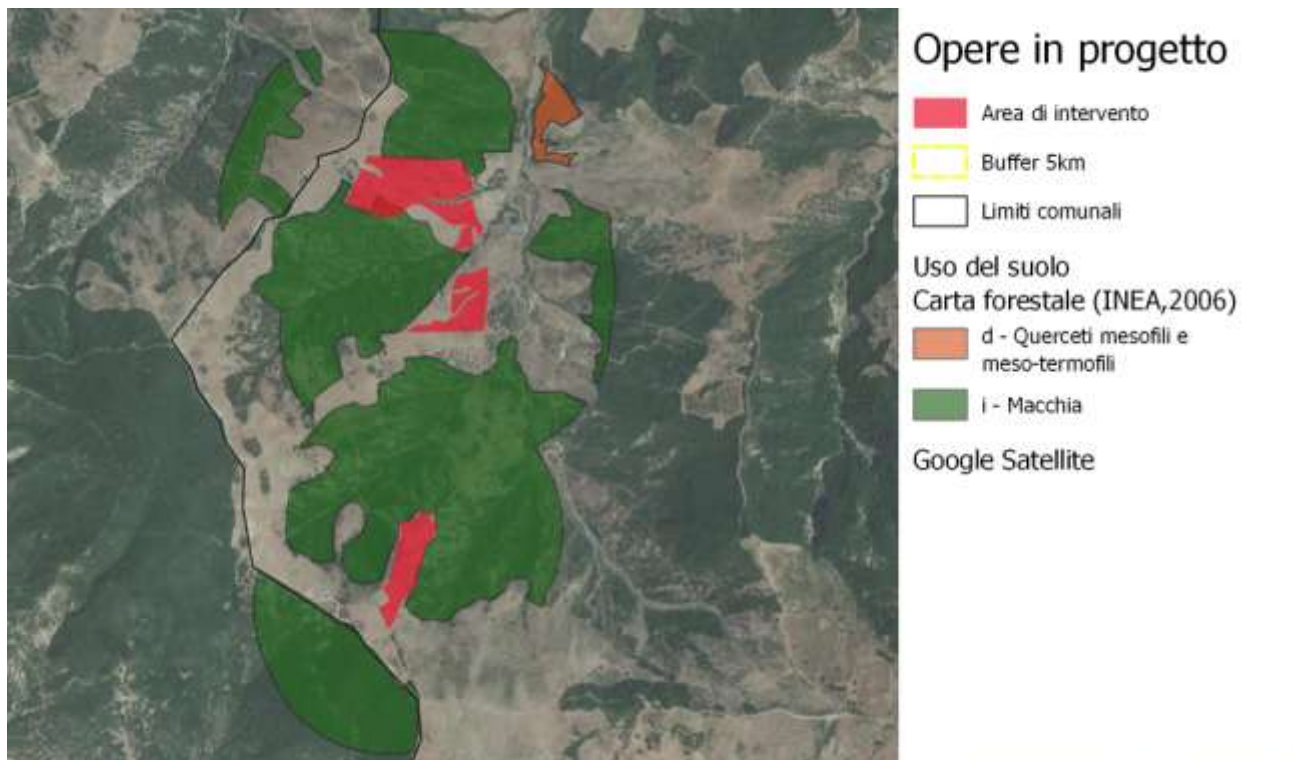 Opere in progetto
Area di intervento
Buffer 5km
Limiti comunali
Uso del suolo
Carta forestale (INEA,2006)
d - Querceti mesofili e
meso-termofili
i - Macchia
Google Satellite